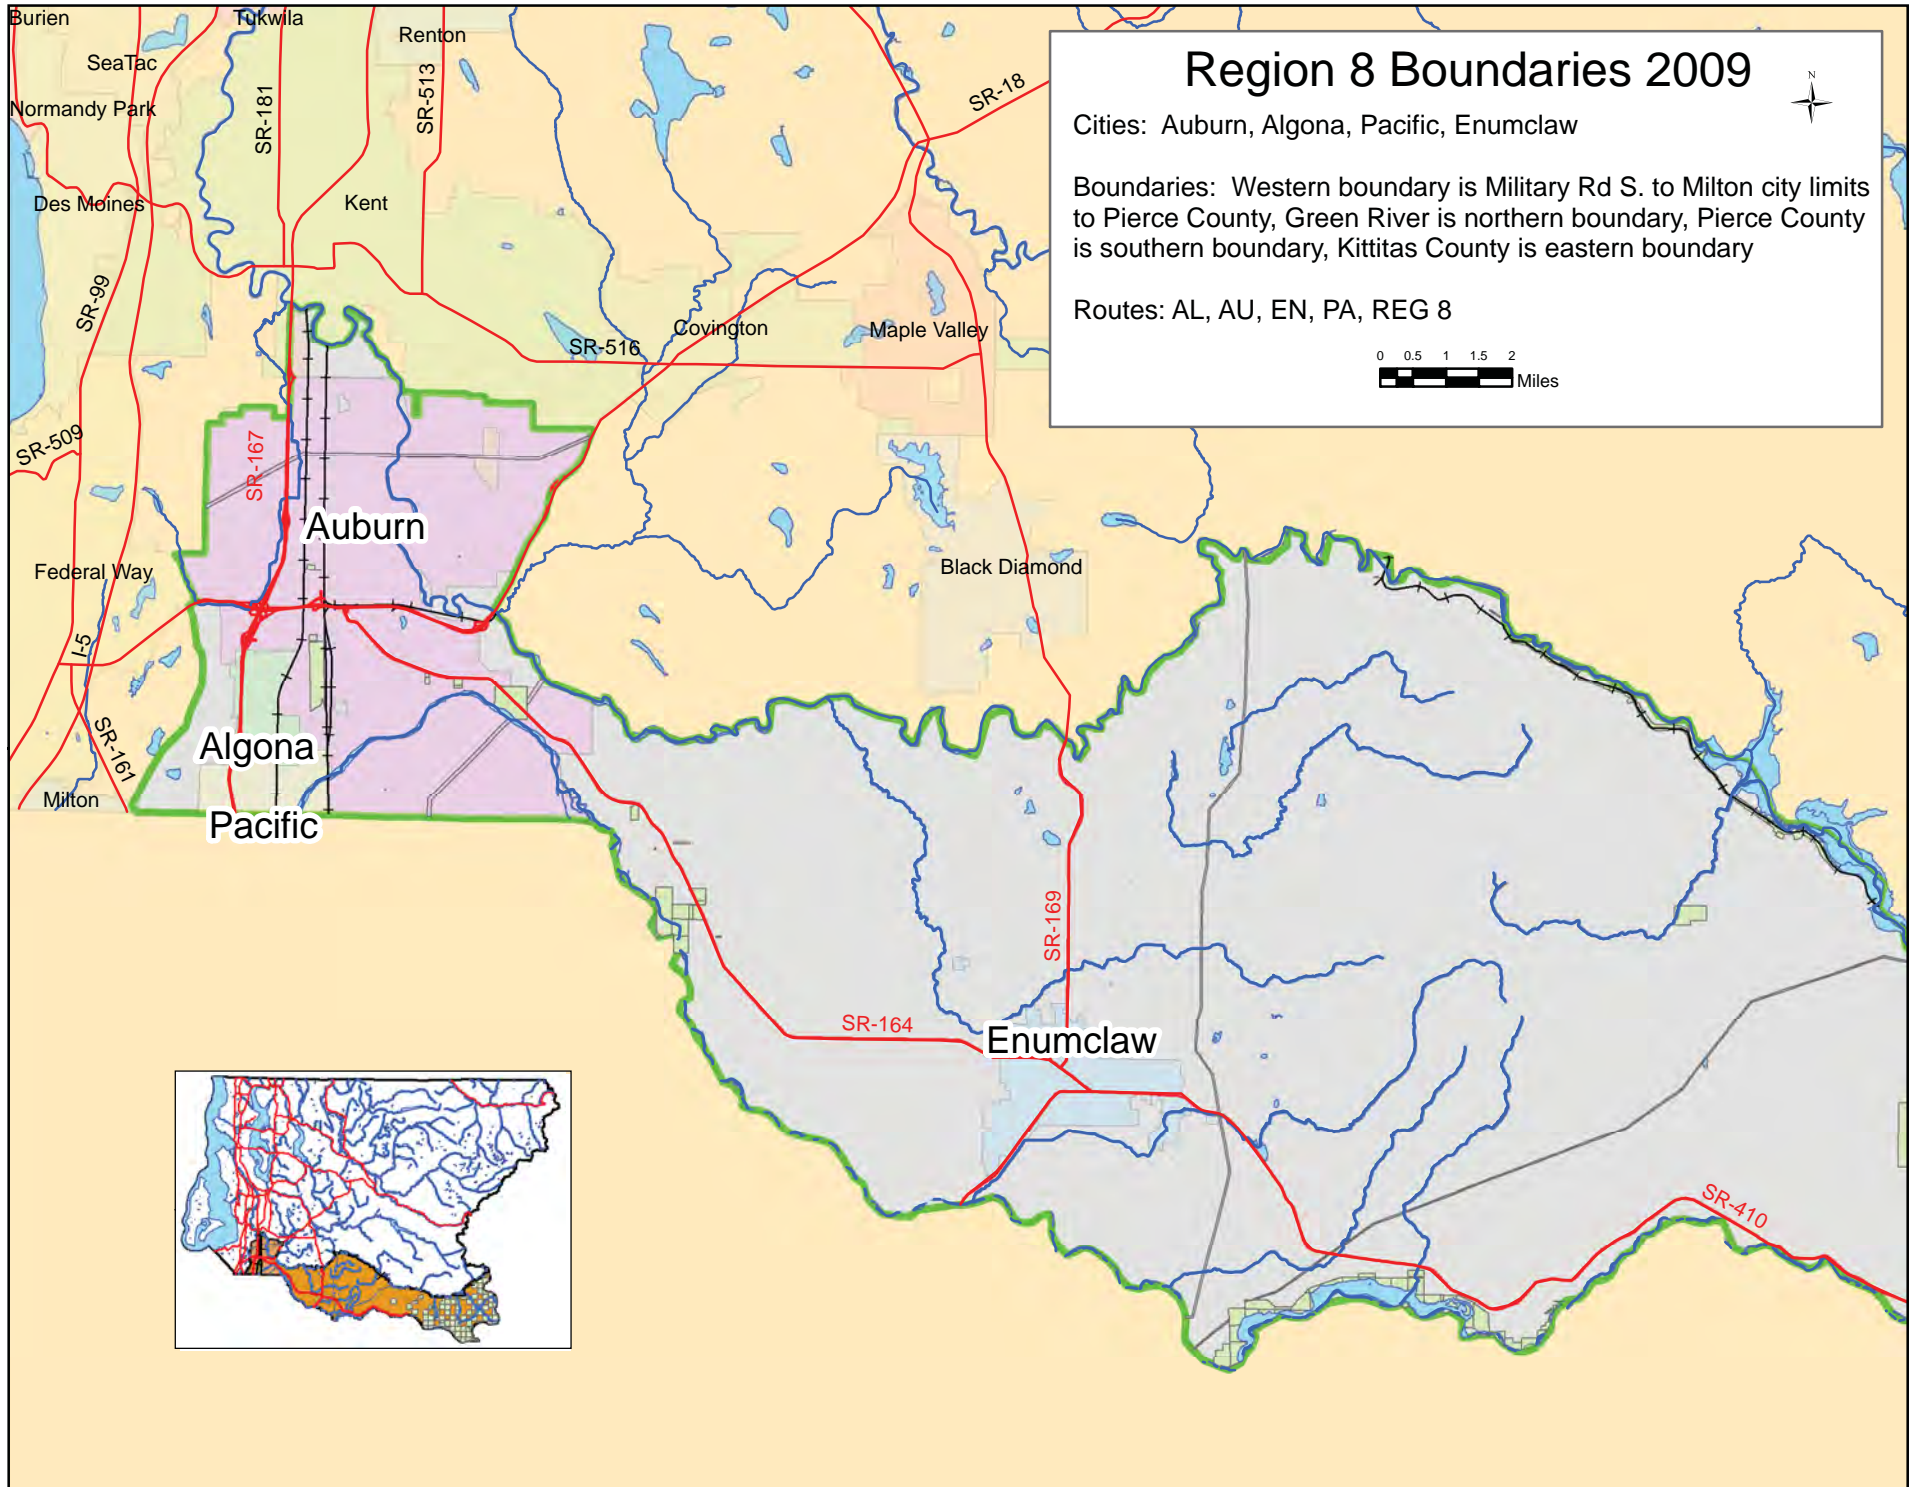 Region 8 Boundaries 2009
N
Cities: Auburn, Algona, Pacific, Enumclaw
Boundaries: Western boundary is Military Rd S. to Milton city limits
to Pierce County, Green River is northern boundary, Pierce County
is southern boundary, Kittitas County is eastern boundary
Routes: AL, AU, EN, PA, REG 8
0 0.5 1 1.5 2
Miles
Burien
Tukwila
Renton
SeaTac
Normandy Park
SR-181
SR-513
SR-18
Des Moines
Kent
SR-99
Covington
Maple Valley
SR-516
SR-509
SR-167
Auburn
Federal Way
Black Diamond
I-5
SR-161
Algona
Milton
Pacific
SR-169
SR-164
Enumclaw
SR-410